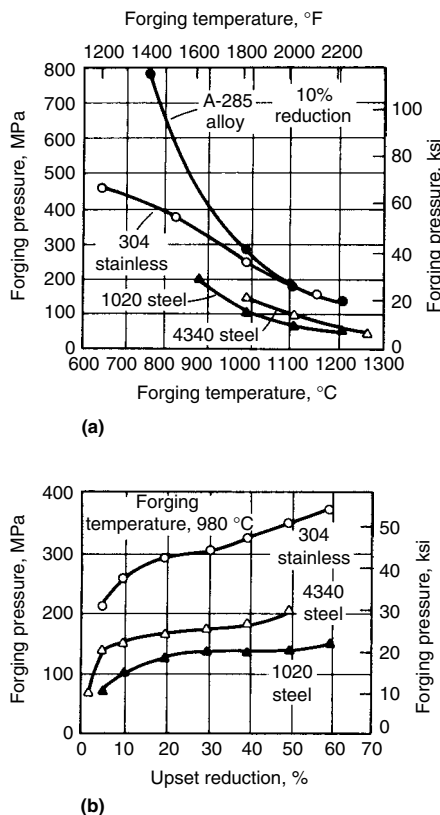 Forging temperature, °F
1200 1400 1600 1800 2000 2200
800
700
600
500
400
300
200
100
0
Forging pressure, MPa
A-285
alloy
10%
reduction
304
stainless
1020 steel
4340 steel
100
80
60
40
20
0
Forging pressure, ksi
600 700 800 900 1000 1100 1200 1300
Forging temperature, °C
(a)
400
300
200
100
0
Forging pressure, MPa
Forging
temperature, 980 °C
304
stainless
4340
steel
1020
steel
50
40
30
20
10
0
Forging pressure, ksi
0 10 20 30 40 50 60 70
Upset reduction, %
(b)